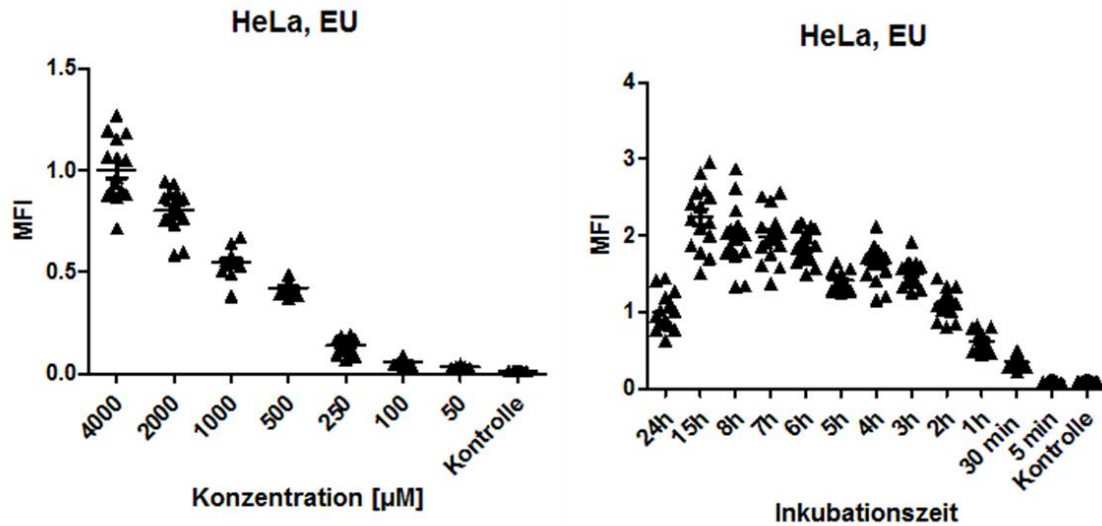 HeLa, EU
MFI
1.5
1.0
0.5
0.0
4000
2000
1000
500
250
100
50
Kontrolle
Konzentration [µM]
HeLa, EU
MFI
4
3
2
1
0
24h
15h
8h
7h
6h
5h
4h
3h
2h
1h
30 min
5 min
Kontrolle
Inkubationszeit